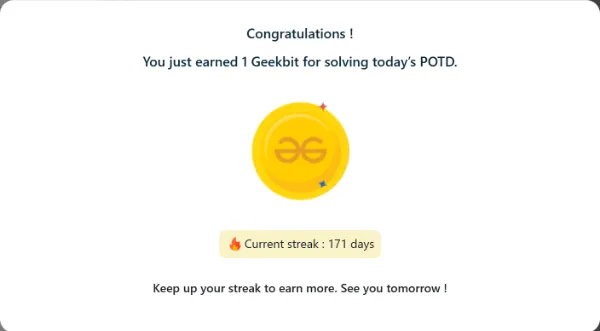 Congratulations !
You just earned 1 Geekbit for solving today’s POTD.
Current streak : 171 days
Keep up your streak to earn more. See you tomorrow !